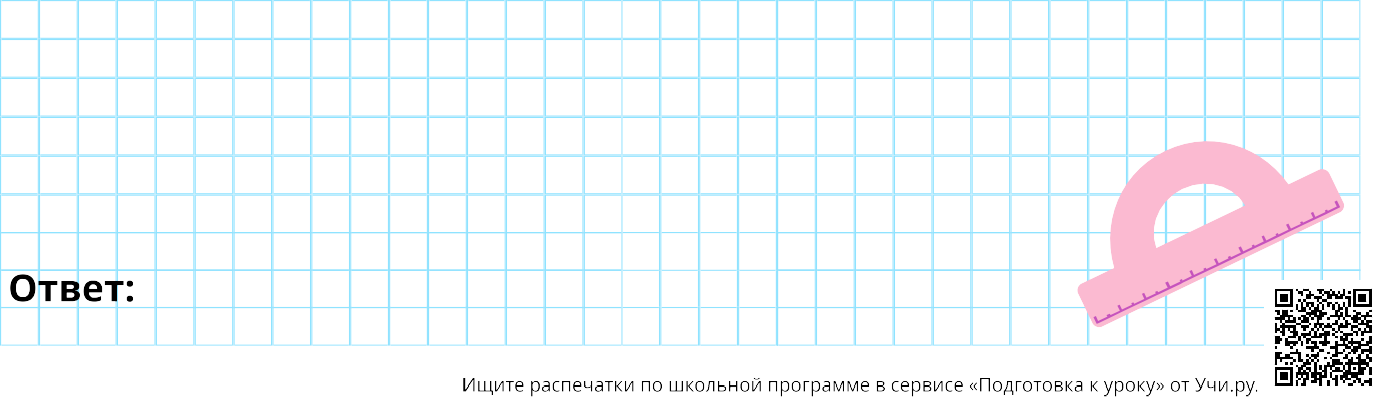 Ответ:
Ищите распечатки по школьной программе в сервисе «Подготовка к уроку» от Учи.ру.